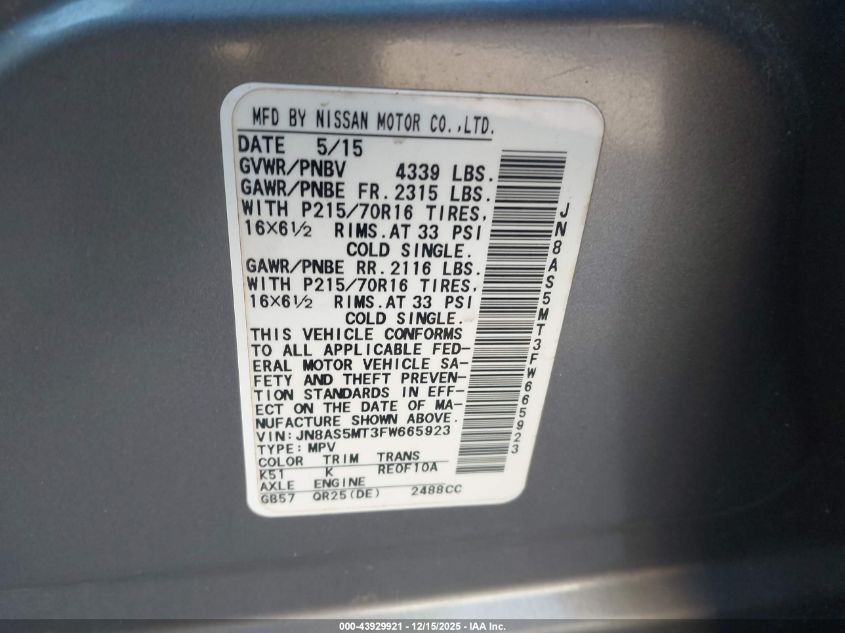 MFD BY NISSAN MOTOR CO.,LTD.
DATE 5/15
GVWR/PNBV 4339 LBS.
GAWR/PNBE FR. 2315 LBS.
WITH P215/70R16 TIRES,
16X6½ RIMS. AT 33 PSI
COLD SINGLE.
GAWR/PNBE RR. 2116 LBS.
WITH P215/70R16 TIRES,
16X6½ RIMS. AT 33 PSI
COLD SINGLE.
THIS VEHICLE CONFORMS
TO ALL APPLICABLE FED-
ERAL MOTOR VEHICLE SA-
FETY AND THEFT PREVEN-
TION STANDARDS IN EFF-
ECT ON THE DATE OF MA-
NUFACTURE SHOWN ABOVE.
VIN: JN8AS5MT3FW665923
TYPE: MPV
COLOR TRIM TRANS
K51 K RE0F10A
AXLE ENGINE
GB57 QR25(DE) 2488CC
JN8AS5MT3FW665923
000-43929921 - 12/15/2025 - IAA Inc.